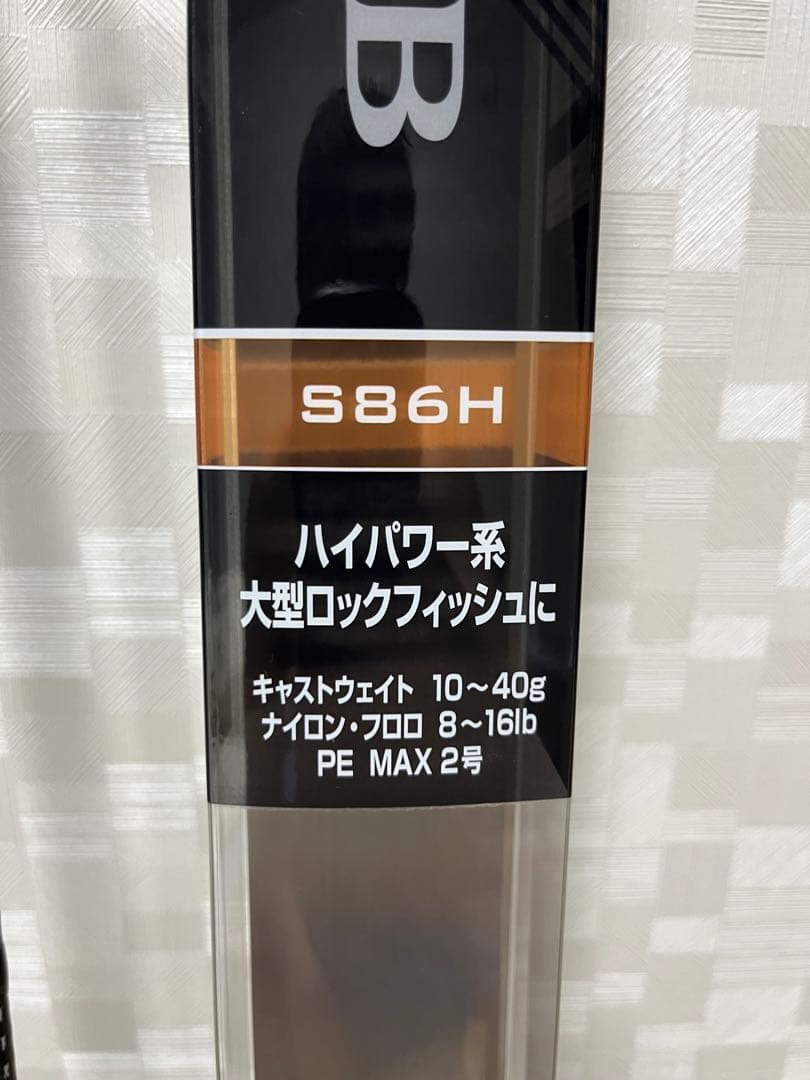 B
S86H
ハイパワー系
大型ロックフィッシュに
キャストウェイト 10～40g
ナイロン・フロロ 8～16lb
PE MAX 2号